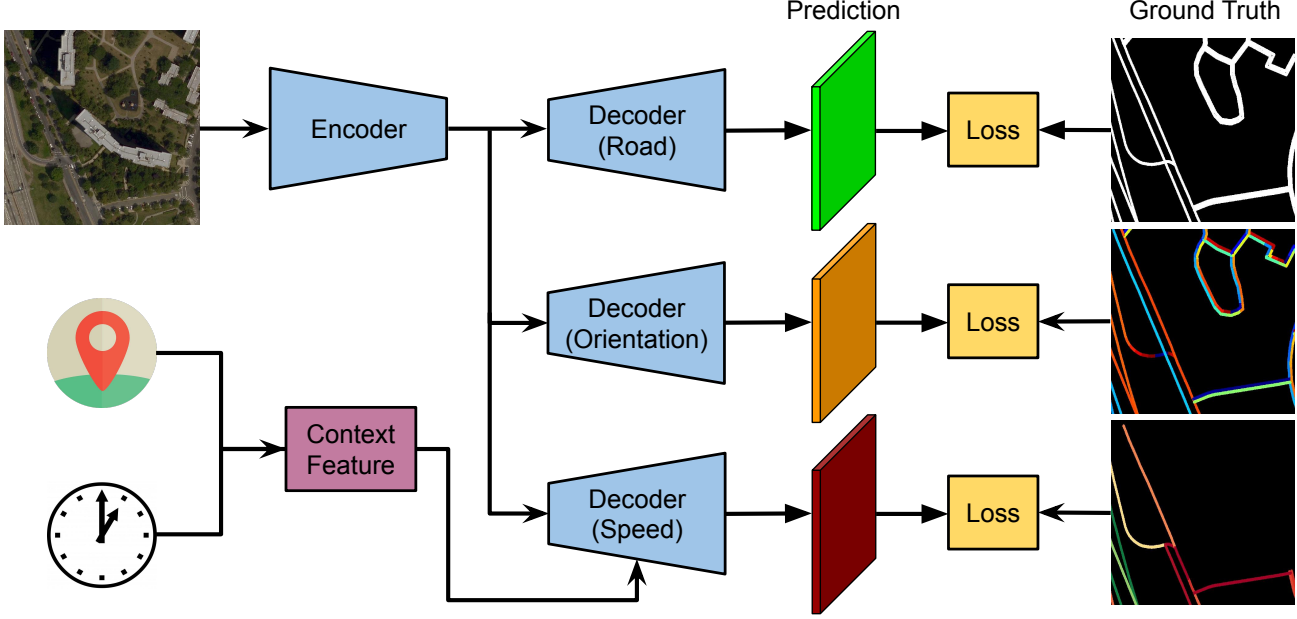 Prediction
Ground Truth
Encoder
Decoder
(Road)
Loss
Decoder
(Orientation)
Loss
Context
Feature
Decoder
(Speed)
Loss